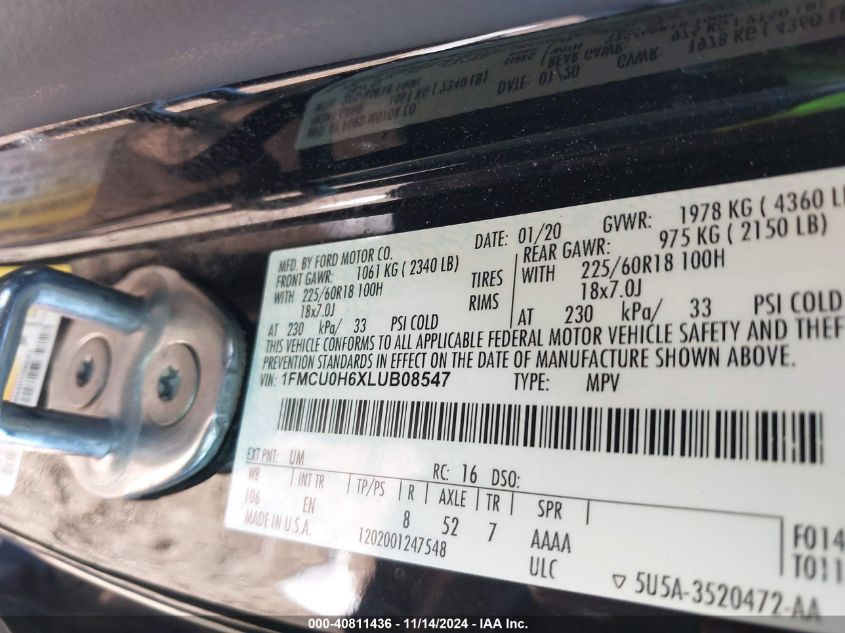 MFD. BY FORD MOTOR CO. DATE: 01/20 GVWR: 1978 KG ( 4360
FRONT GAWR: 1061 KG ( 2340 LB) REAR GAWR: 975 KG ( 2150 LB)
WITH 225/60R18 100H TIRES WITH 225/60R18 100H
18x7.0J RIMS 18x7.0J
AT 230 kPa/ 33 PSI COLD AT 230 kPa/ 33 PSI COLD
THIS VEHICLE CONFORMS TO ALL APPLICABLE FEDERAL MOTOR VEHICLE SAFETY AND THEF
PREVENTION STANDARDS IN EFFECT ON THE DATE OF MANUFACTURE SHOWN ABOVE.
VIN: 1FMCU0H6XLUB08547 TYPE: MPV
EXT PNT: UM RC: 16 DSO:
WB INT TR TP/PS R AXLE TR SPR
106 EN 8 52 7 AAAA F014
MADE IN U.S.A. 1202001247548 ULC T011
▽ 5U5A-3520472-AA
000-40811436 - 11/14/2024 - IAA Inc.